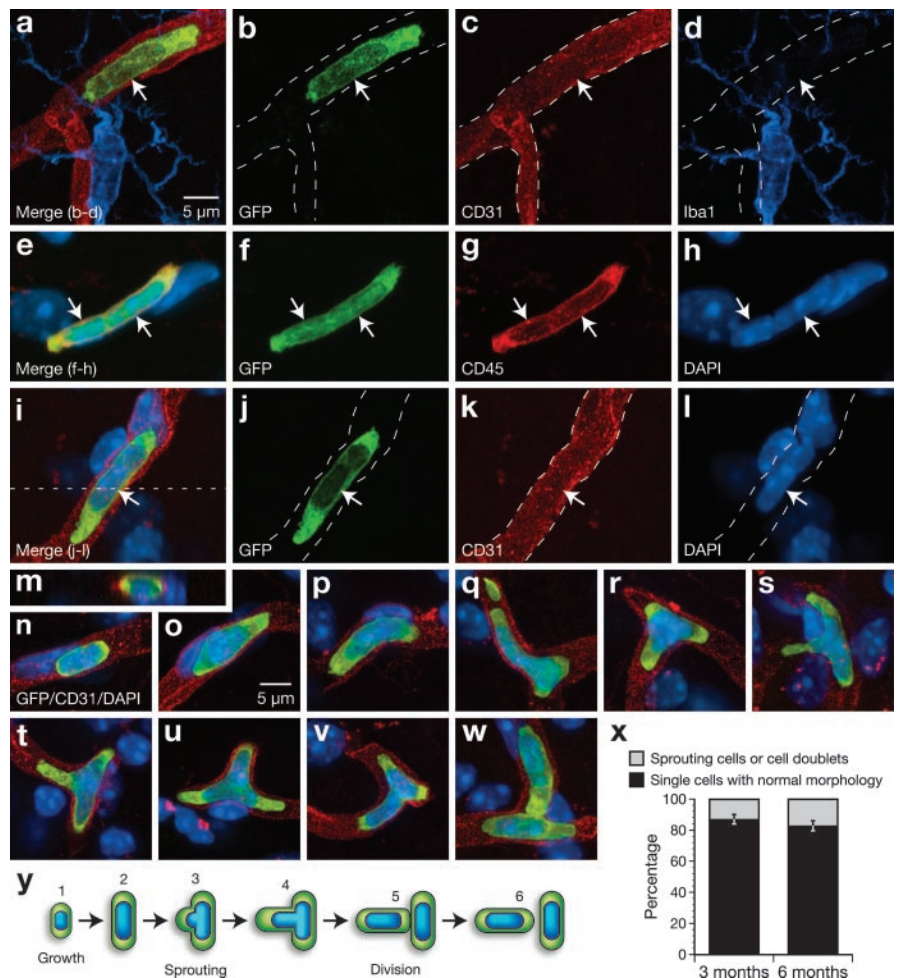 a
b
c
d
Merge (b-d)
5 µm
GFP
CD31
Iba1
e
f
g
h
Merge (f-h)
GFP
CD45
DAPI
i
j
k
l
Merge (j-l)
GFP
CD31
DAPI
m
n
o
p
q
r
s
GFP/CD31/DAPI
5 µm
t
u
v
w
x
Sprouting cells or cell doublets
Single cells with normal morphology
100
80
60
40
20
0
Percentage
3 months 6 months
y
1 2 3 4 5 6
Growth Sprouting Division